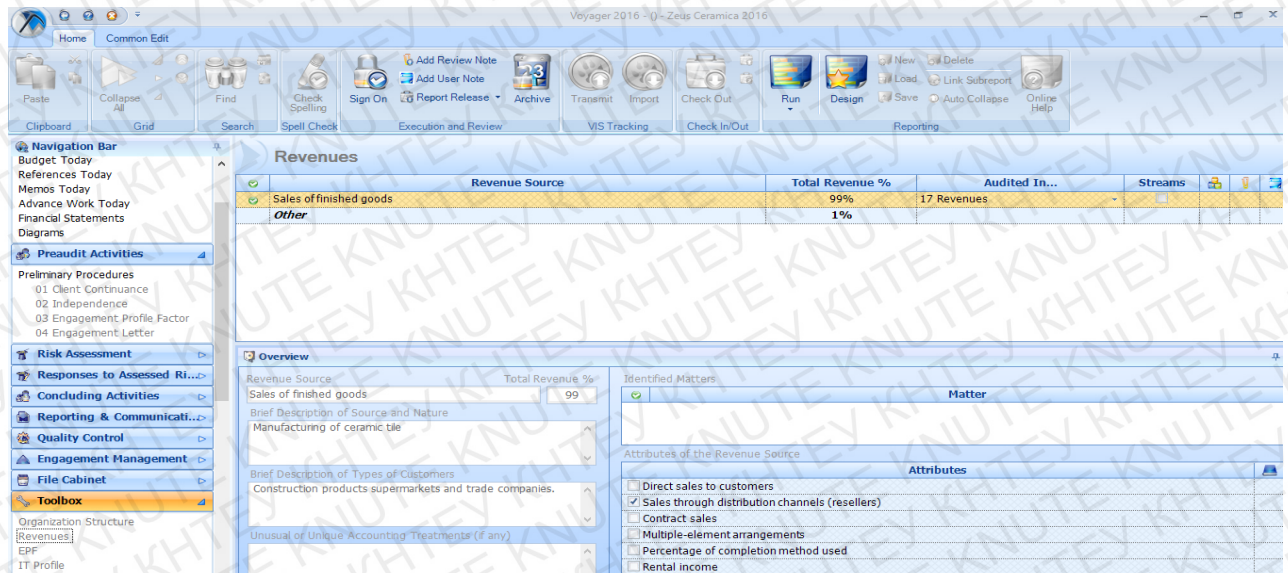 Voyager 2016 - () - Zeus Ceramica 2016
Home Common Edit
Paste
Collapse All
Find
Check Spelling
Sign On
Add Review Note
Add User Note
Report Release
23
Archive
Transmit
Import
Check Out
Run
Design
New
Load
Save
Delete
Link Subreport
Auto Collapse
Online Help
Clipboard Grid Search Spell Check Execution and Review VIS Tracking Check In/Out Reporting
Navigation Bar
Budget Today
References Today
Memos Today
Advance Work Today
Financial Statements
Diagrams
Preaudit Activities
Preliminary Procedures
01 Client Continuance
02 Independence
03 Engagement Profile Factor
04 Engagement Letter
Risk Assessment
Responses to Assessed Ri...
Concluding Activities
Reporting & Communicati...
Quality Control
Engagement Management
File Cabinet
Toolbox
Organization Structure
Revenues
EPF
IT Profile
Revenues
Revenue Source Total Revenue % Audited In... Streams
Sales of finished goods 99% 17 Revenues
Other 1%
Overview
Revenue Source Total Revenue %
Sales of finished goods 99
Brief Description of Source and Nature
Manufacturing of ceramic tile
Brief Description of Types of Customers
Construction products supermarkets and trade companies.
Unusual or Unique Accounting Treatments (if any)
Identified Matters
Matter
Attributes of the Revenue Source
Attributes
Direct sales to customers
Sales through distribution channels (resellers)
Contract sales
Multiple-element arrangements
Percentage of completion method used
Rental income
KNUTE KHTEY KNUTE KHTEY KNUTE KHTEY